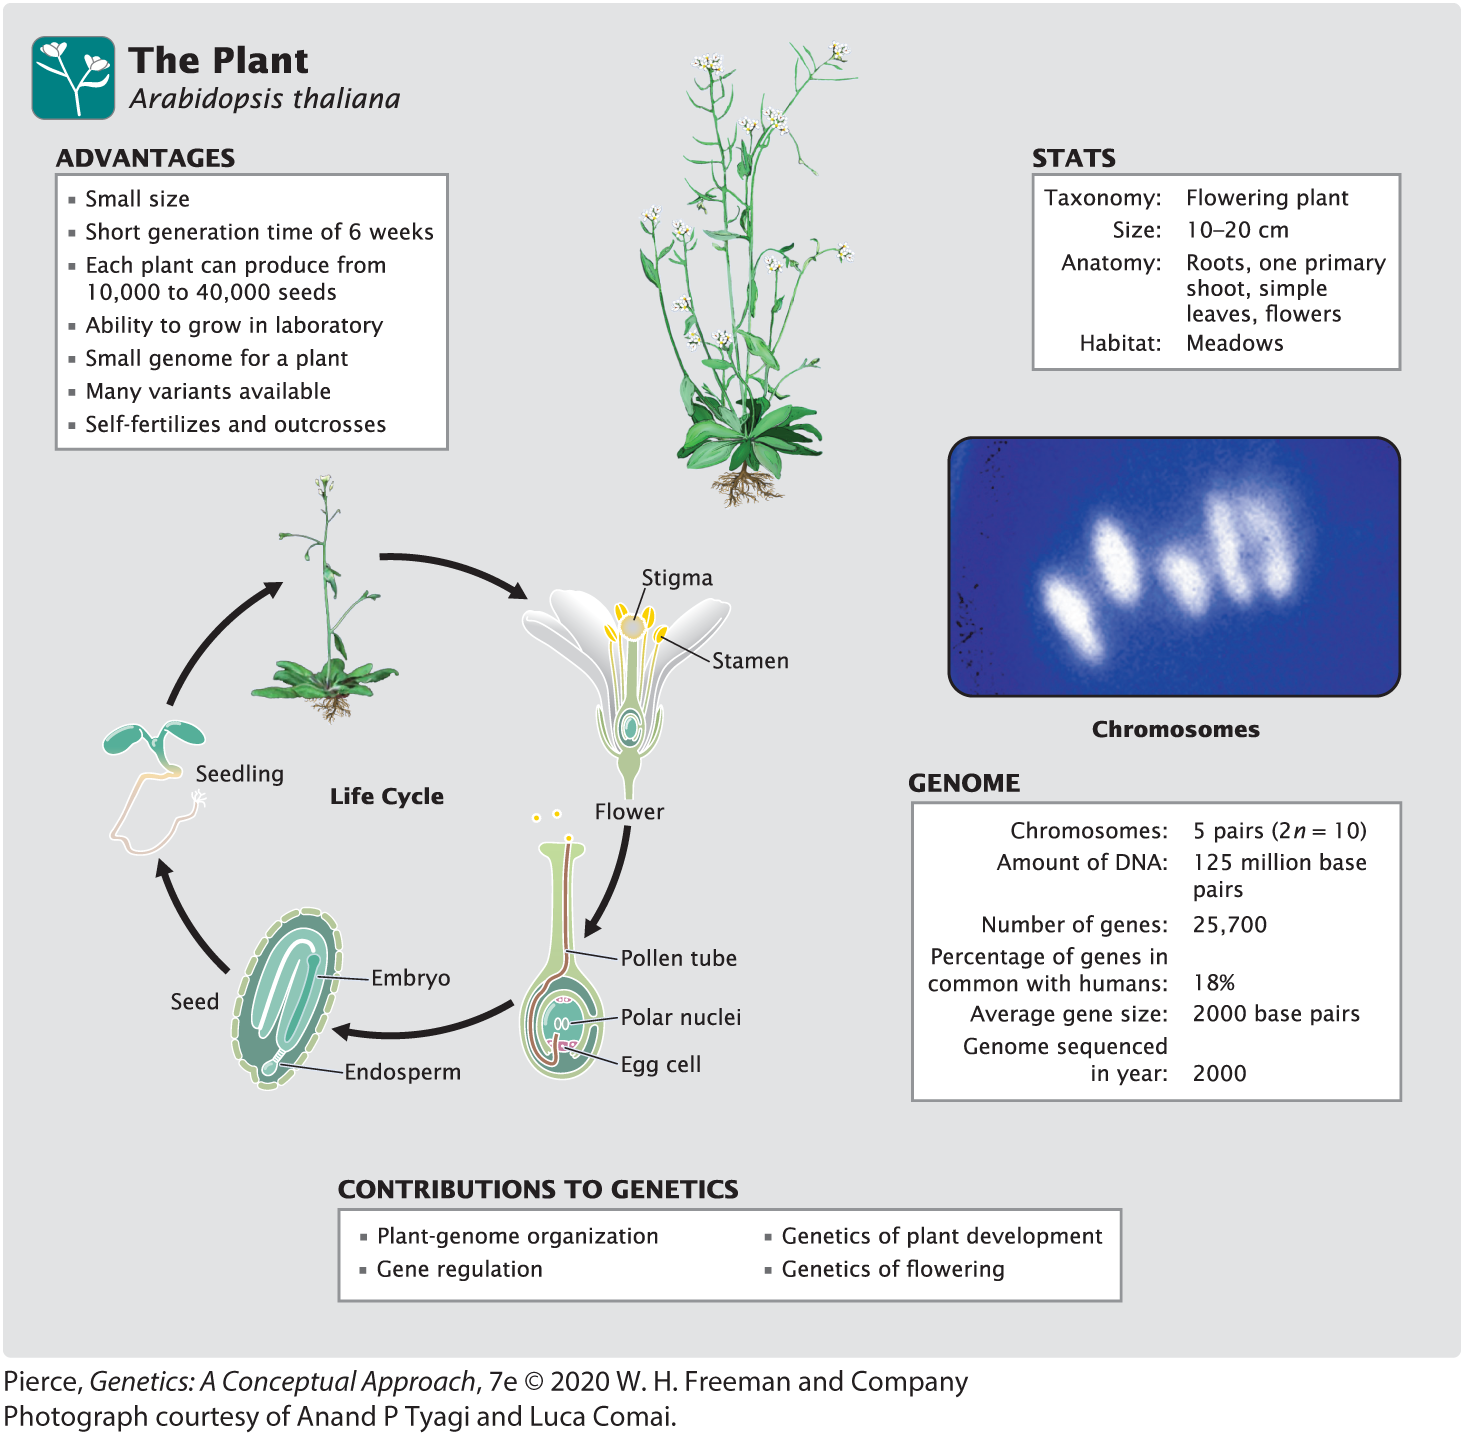 The Plant
Arabidopsis thaliana
ADVANTAGES
▪ Small size
▪ Short generation time of 6 weeks
▪ Each plant can produce from
10,000 to 40,000 seeds
▪ Ability to grow in laboratory
▪ Small genome for a plant
▪ Many variants available
▪ Self-fertilizes and outcrosses
STATS
Taxonomy: Flowering plant
Size: 10–20 cm
Anatomy: Roots, one primary
shoot, simple
leaves, flowers
Habitat: Meadows
Stigma
Stamen
Flower
Pollen tube
Polar nuclei
Egg cell
Embryo
Seed
Endosperm
Seedling
Life Cycle
Chromosomes
GENOME
Chromosomes: 5 pairs (2n = 10)
Amount of DNA: 125 million base
pairs
Number of genes: 25,700
Percentage of genes in
common with humans: 18%
Average gene size: 2000 base pairs
Genome sequenced
in year: 2000
CONTRIBUTIONS TO GENETICS
▪ Plant-genome organization
▪ Gene regulation
▪ Genetics of plant development
▪ Genetics of flowering
Pierce, Genetics: A Conceptual Approach, 7e © 2020 W. H. Freeman and Company
Photograph courtesy of Anand P Tyagi and Luca Comai.